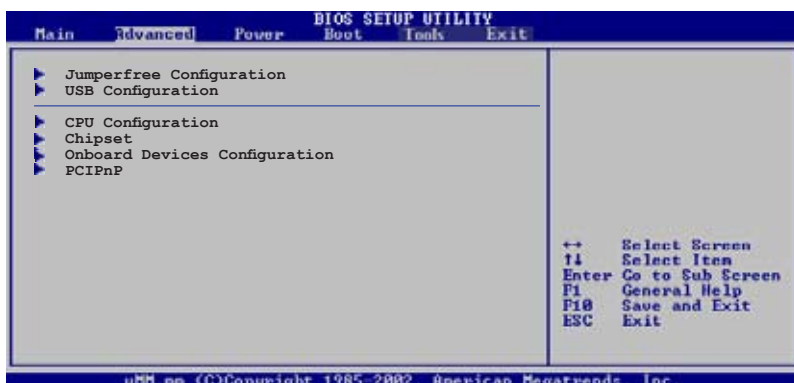 BIOS SETUP UTILITY
Main Advanced Power Boot Tools Exit
Jumperfree Configuration
USB Configuration
CPU Configuration
Chipset
Onboard Devices Configuration
PCIPnP
↔ Select Screen
↑↓ Select Item
Enter Go to Sub Screen
F1 General Help
F10 Save and Exit
ESC Exit
(C)Copyright 1985-2002, American Megatrends, Inc